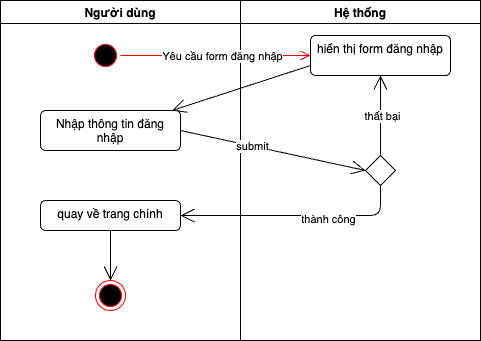 Người dùng
Hệ thống
Yêu cầu form đăng nhập
hiển thị form đăng nhập
Nhập thông tin đăng
nhập
submit
thất bại
quay về trang chính
thành công